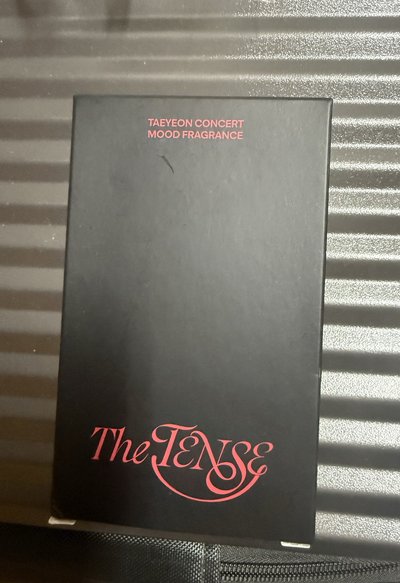 TAEYEON CONCERT
MOOD FRAGRANCE
The TENSE